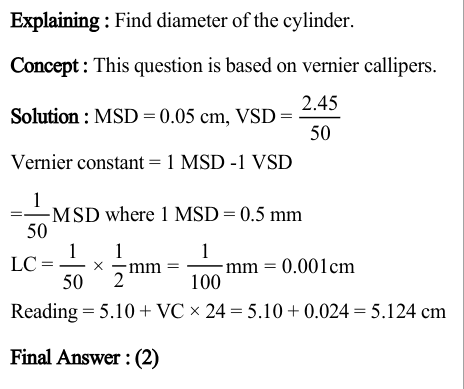 Explaining : Find diameter of the cylinder.
Concept : This question is based on vernier callipers.
Solution : MSD = 0.05 cm, VSD = 2.45/50
Vernier constant = 1 MSD -1 VSD
= 1/50 MSD where 1 MSD = 0.5 mm
LC = 1/50 × 1/2 mm = 1/100 mm = 0.001cm
Reading = 5.10 + VC × 24 = 5.10 + 0.024 = 5.124 cm
Final Answer : (2)